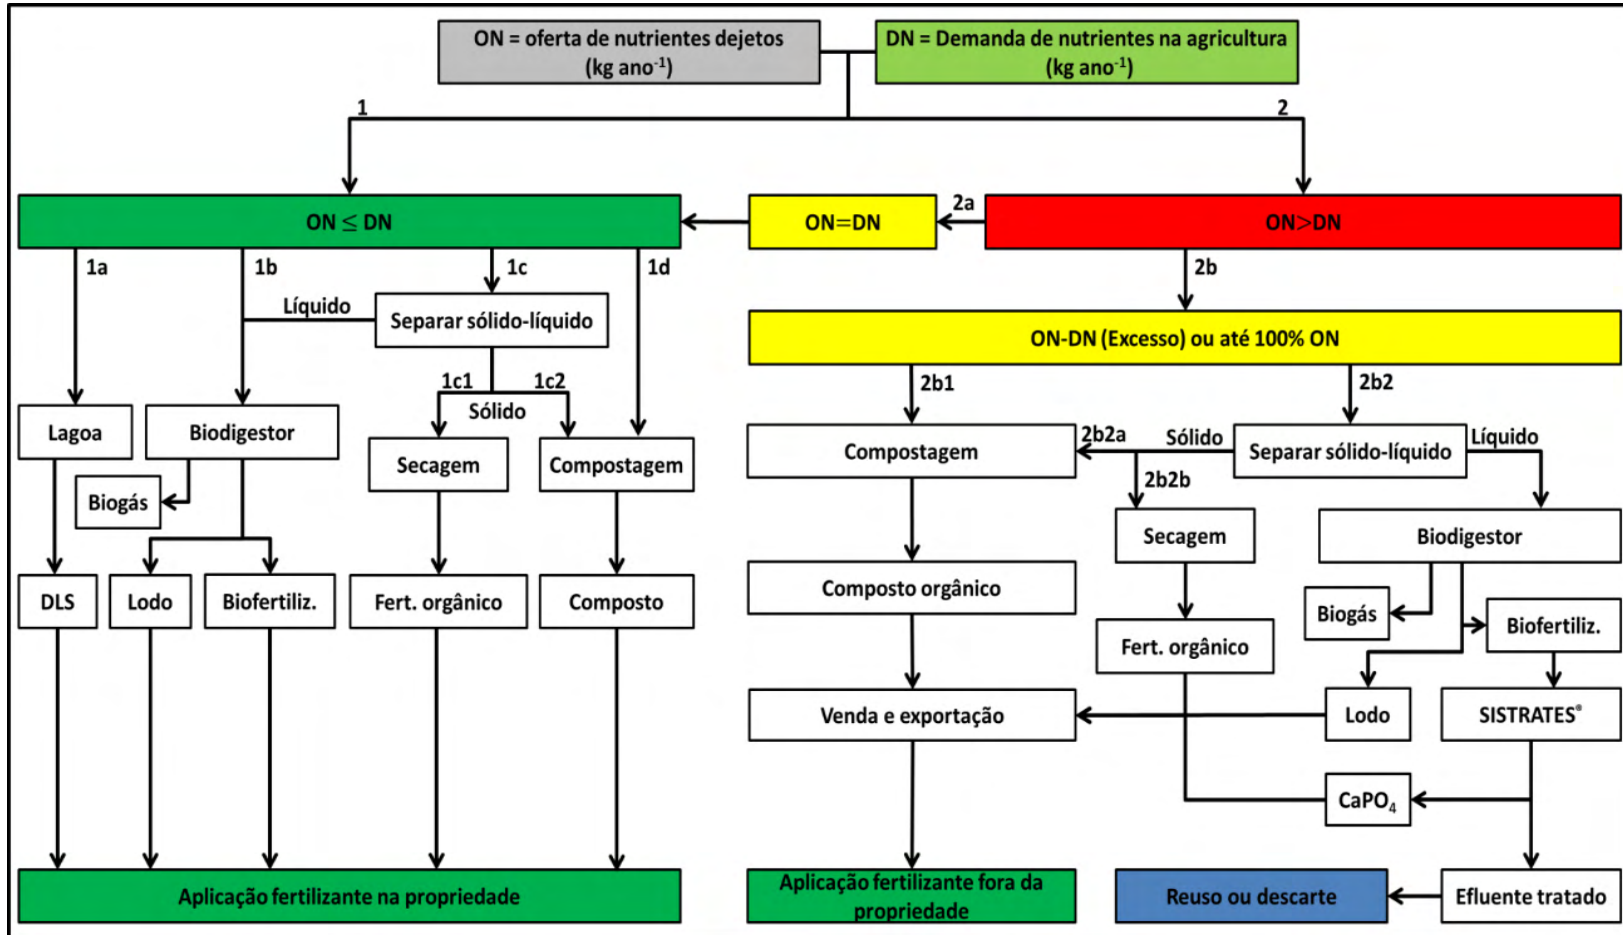 ON = oferta de nutrientes dejetos
(kg ano⁻¹)
DN = Demanda de nutrientes na agricultura
(kg ano⁻¹)
1
2
ON ≤ DN
ON=DN
2a
ON>DN
1a
1b
1c
1d
2b
Líquido
Separar sólido-líquido
ON-DN (Excesso) ou até 100% ON
1c1
1c2
Sólido
2b1
2b2
Lagoa
Biodigestor
Secagem
Compostagem
Biogás
Compostagem
2b2a
Sólido
Separar sólido-líquido
Líquido
2b2b
Secagem
Biodigestor
DLS
Lodo
Biofertiliz.
Fert. orgânico
Composto
Composto orgânico
Biogás
Biofertiliz.
Fert. orgânico
Venda e exportação
Lodo
SISTRATES®
CaPO₄
Aplicação fertilizante na propriedade
Aplicação fertilizante fora da
propriedade
Reuso ou descarte
Efluente tratado